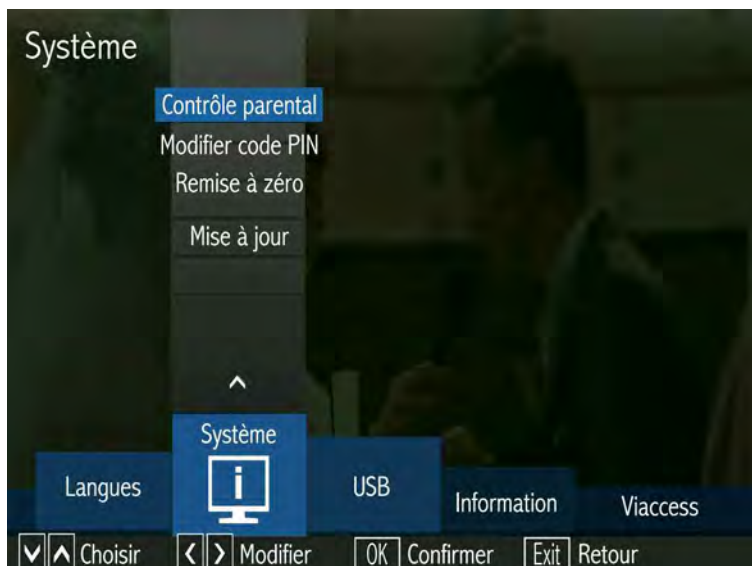 Système
Contrôle parental
Modifier code PIN
Remise à zéro
Mise à jour
Système
Langues
USB
Information
Viaccess
Choisir
Modifier
OK Confirmer
Exit Retour